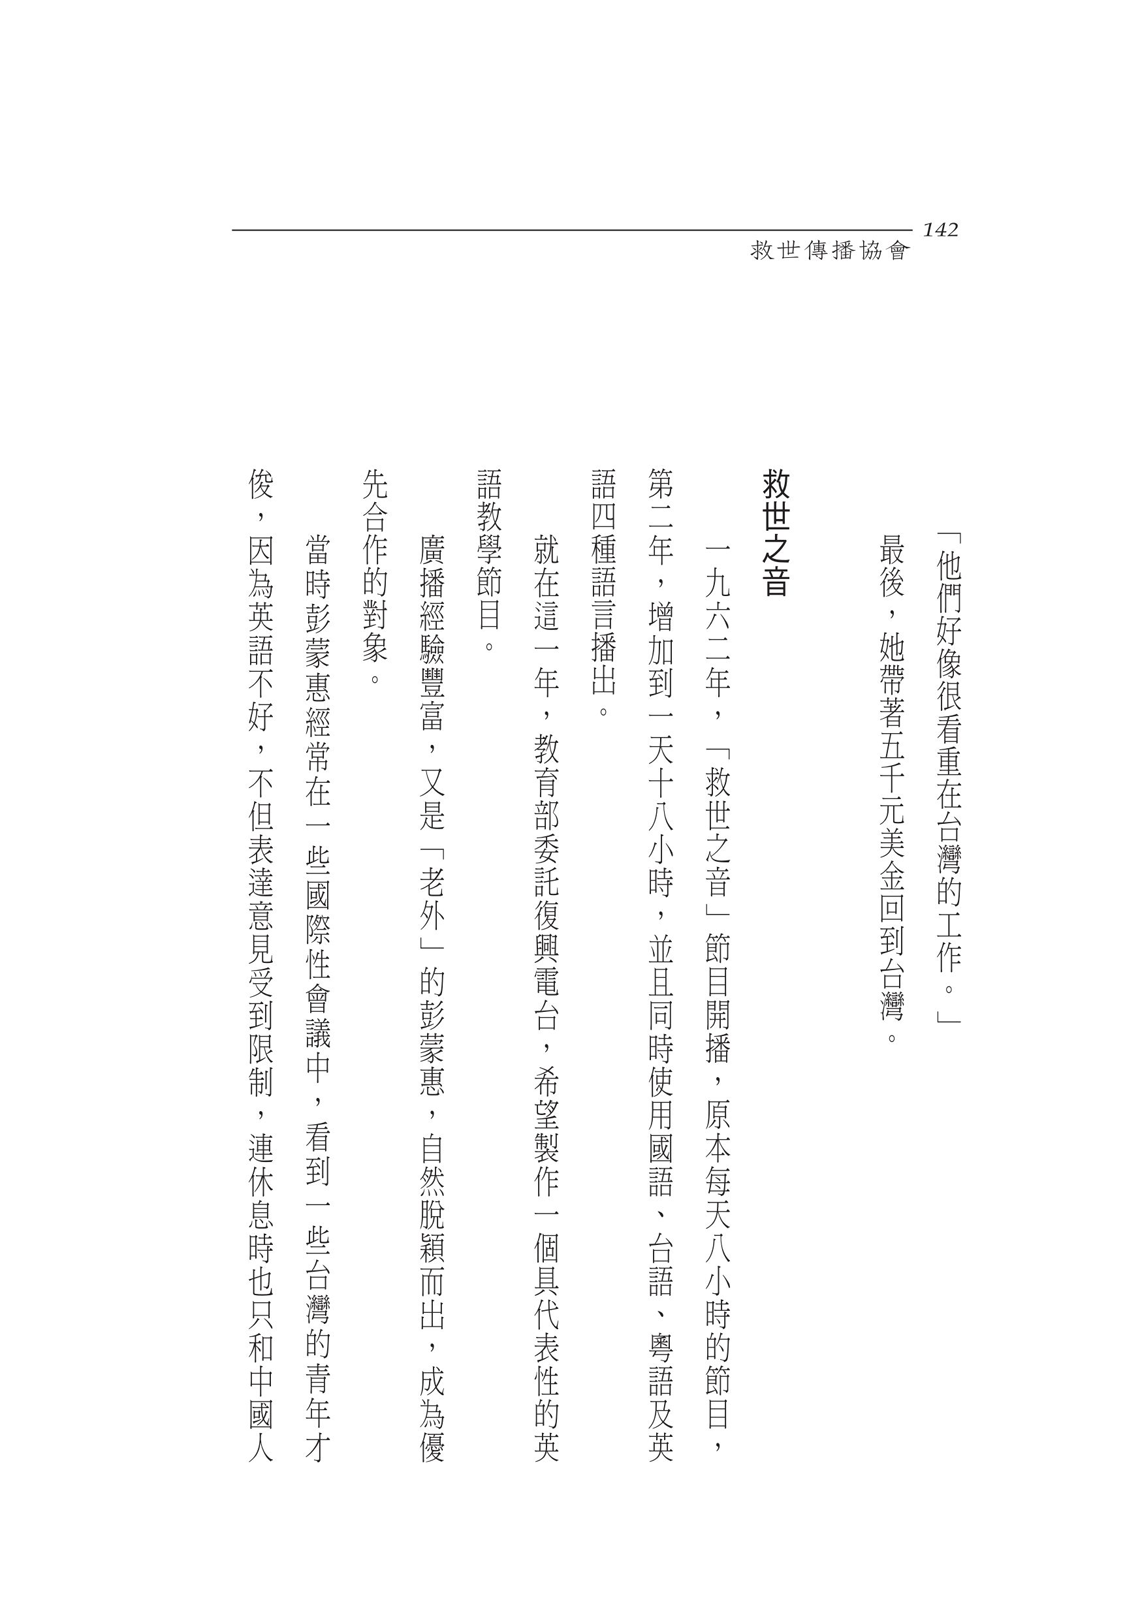 142
救世傳播協會
「他們好像很看重在台灣的工作。」
最後，她帶著五千元美金回到台灣。
救世之音
一九六二年，「救世之音」節目開播，原本每天八小時的節目，
第二年，增加到一天十八小時，並且同時使用國語、台語、粵語及英
語四種語言播出。
就在這一年，教育部委託復興電台，希望製作一個具代表性的英
語教學節目。
廣播經驗豐富，又是「老外」的彭蒙惠，自然脫穎而出，成為優
先合作的對象。
當時彭蒙惠經常在一些國際性會議中，看到一些台灣的青年才
俊，因為英語不好，不但表達意見受到限制，連休息時也只和中國人